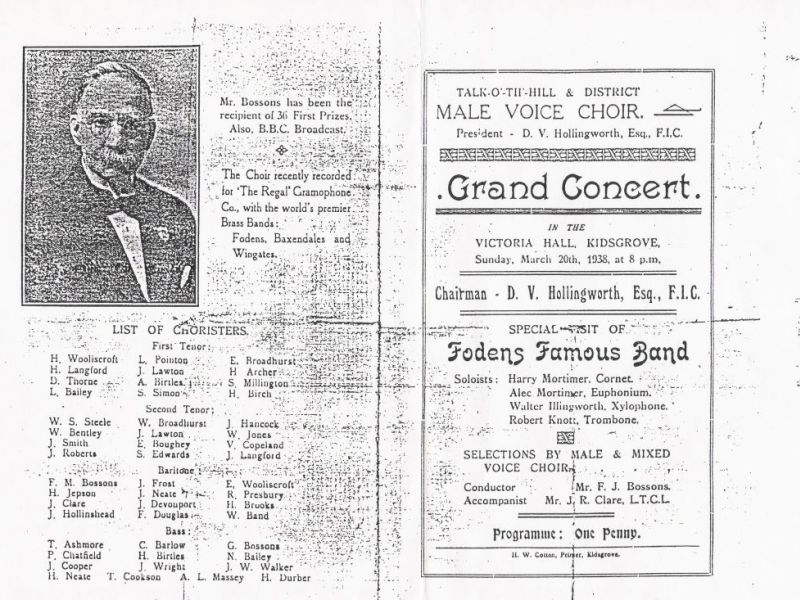 Mr. Bossons has been the
recipient of 36 First Prizes.
Also, B.B.C. Broadcast.
The Choir recently recorded
for 'The Regal' Gramophone
Co., with the world's premier
Brass Bands:
Fodens, Baxendales and
Wingates.
LIST OF CHORISTERS.
First Tenor:
H. Wooliscroft L. Pointon E. Broadhurst
H. Langford J. Lawton H Archer
D. Thorne A. Birtles S. Millington
L. Bailey S. Simon H. Birch
Second Tenor:
W. S. Steele W. Broadhurst J. Hancock
W. Bentley J. Lawton W. Jones
J. Smith E. Boughey V. Copeland
J. Roberts S. Edwards J. Langford
Baritone:
F. M. Bossons J. Frost E. Wooliscroft
H. Jepson J. Neate R. Presbury
J. Clare J. Devouport H. Brooks
J. Hollinshead F. Douglas W. Band
Bass:
T. Ashmore C. Barlow G. Bossons
P. Chatfield H. Birtles N. Bailey
J. Cooper J. Wright J. W. Walker
H. Neate T. Cookson A. L. Massey H. Durber
TALK-O'-TH'-HILL & DISTRICT
MALE VOICE CHOIR.
President - D. V. Hollingworth, Esq., F.I.C.
.Grand Concert.
IN THE
VICTORIA HALL, KIDSGROVE,
Sunday, March 20th, 1938, at 8 p.m.
Chairman - D. V. Hollingworth, Esq., F.I.C.
SPECIAL VISIT OF
Fodens Famous Band
Soloists: Harry Mortimer, Cornet.
Alec Mortimer, Euphonium.
Walter Illingworth, Xylophone.
Robert Knott, Trombone.
SELECTIONS BY MALE & MIXED
VOICE CHOIR.
Conductor Mr. F. J. Bossons.
Accompanist Mr. J. R. Clare, L.T.C.L.
Programme: One Penny.
H. W. Cotton, Printer, Kidsgrove.